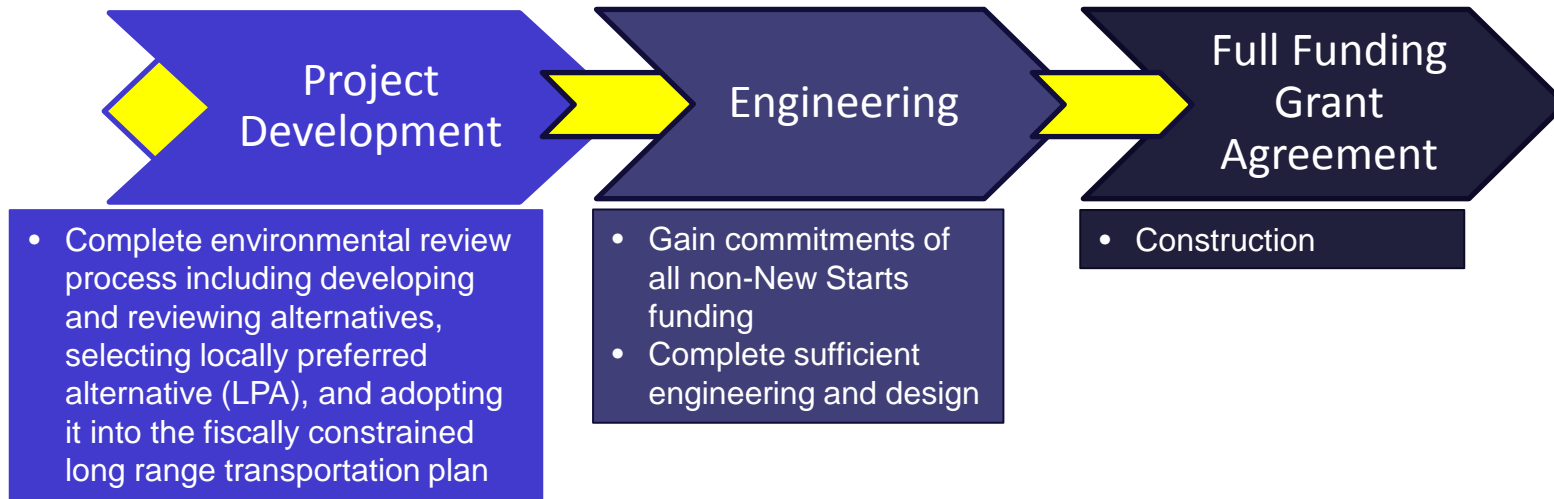 Project
Development
Engineering
Full Funding
Grant
Agreement
• Complete environmental review
process including developing
and reviewing alternatives,
selecting locally preferred
alternative (LPA), and adopting
it into the fiscally constrained
long range transportation plan
• Gain commitments of
all non-New Starts
funding
• Complete sufficient
engineering and design
• Construction